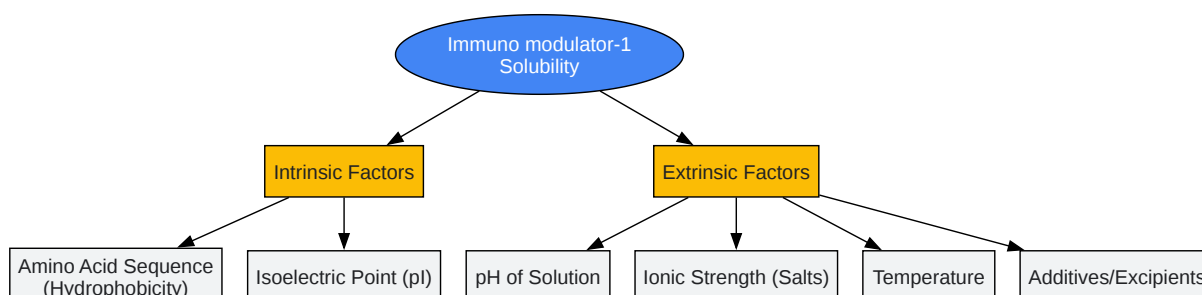 Immuno modulator-1
Solubility
Intrinsic Factors
Extrinsic Factors
Amino Acid Sequence
(Hydrophobicity)
Isoelectric Point (pI)
pH of Solution
Ionic Strength (Salts)
Temperature
Additives/Excipients